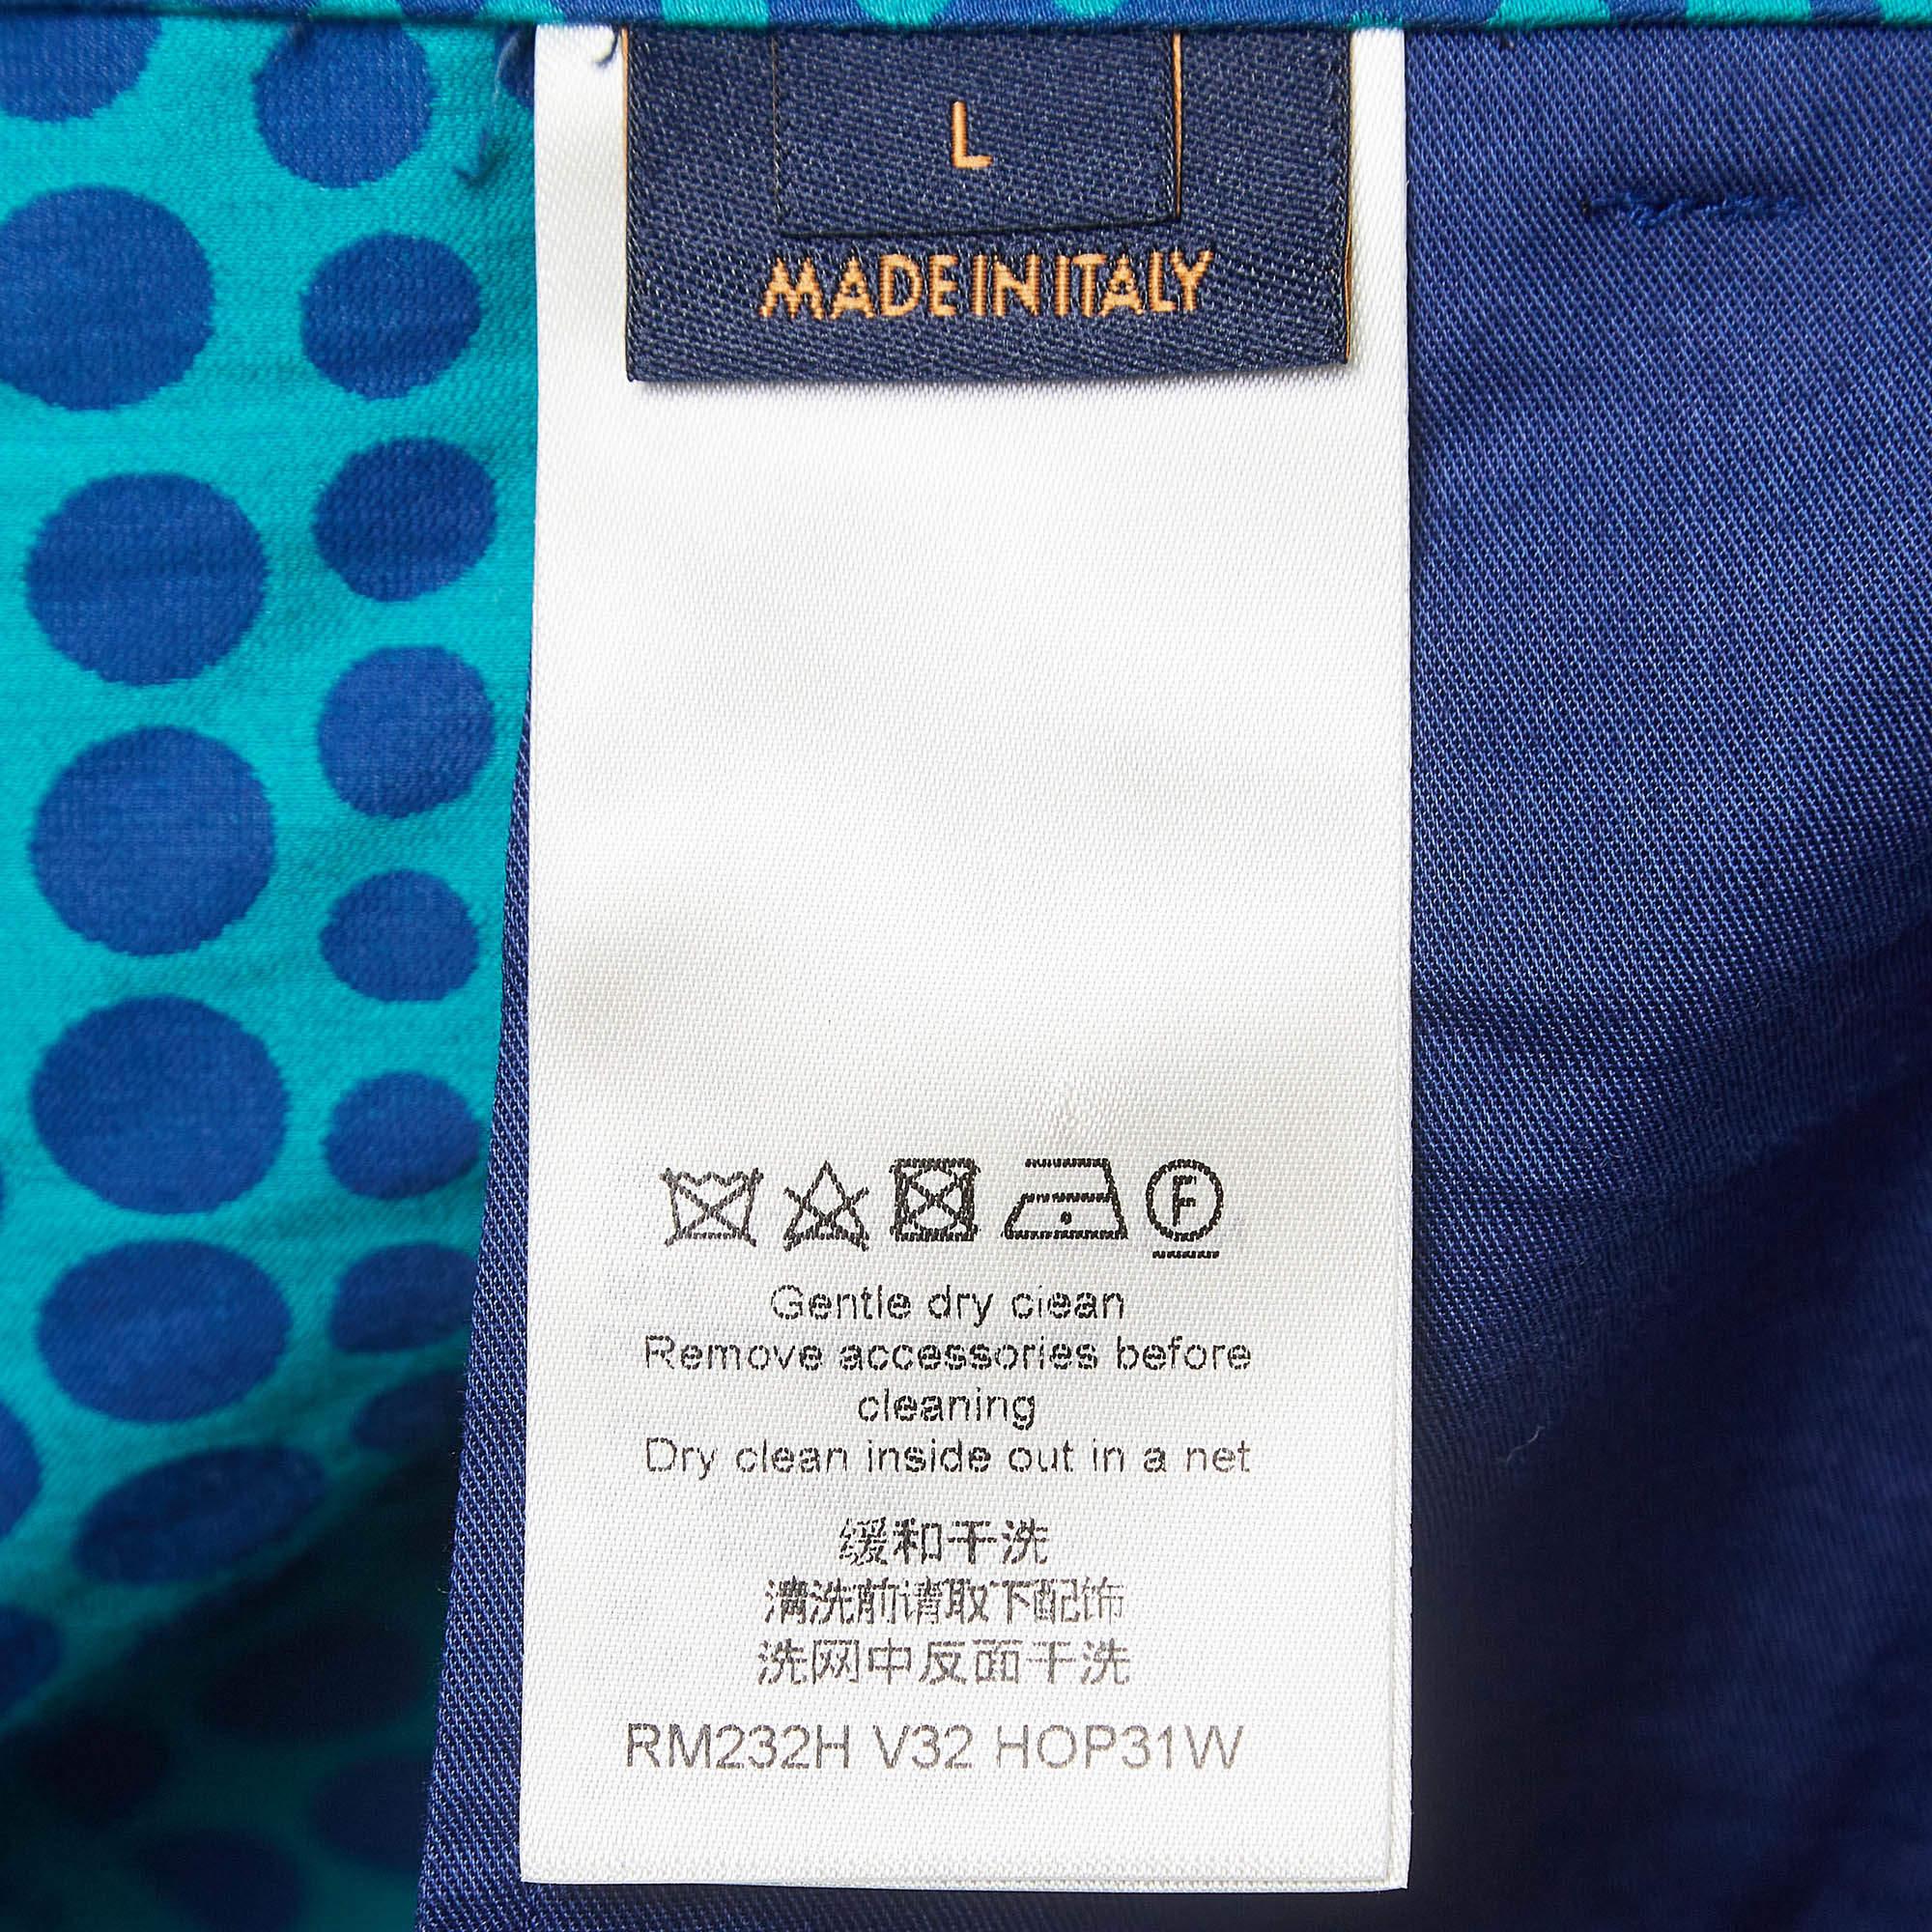 L
MADE IN ITALY
F
Gentle dry clean
Remove accessories before
cleaning
Dry clean inside out in a net
缓和干洗
清洗前请取下配饰
洗网中反面干洗
RM232H V32 HOP31W